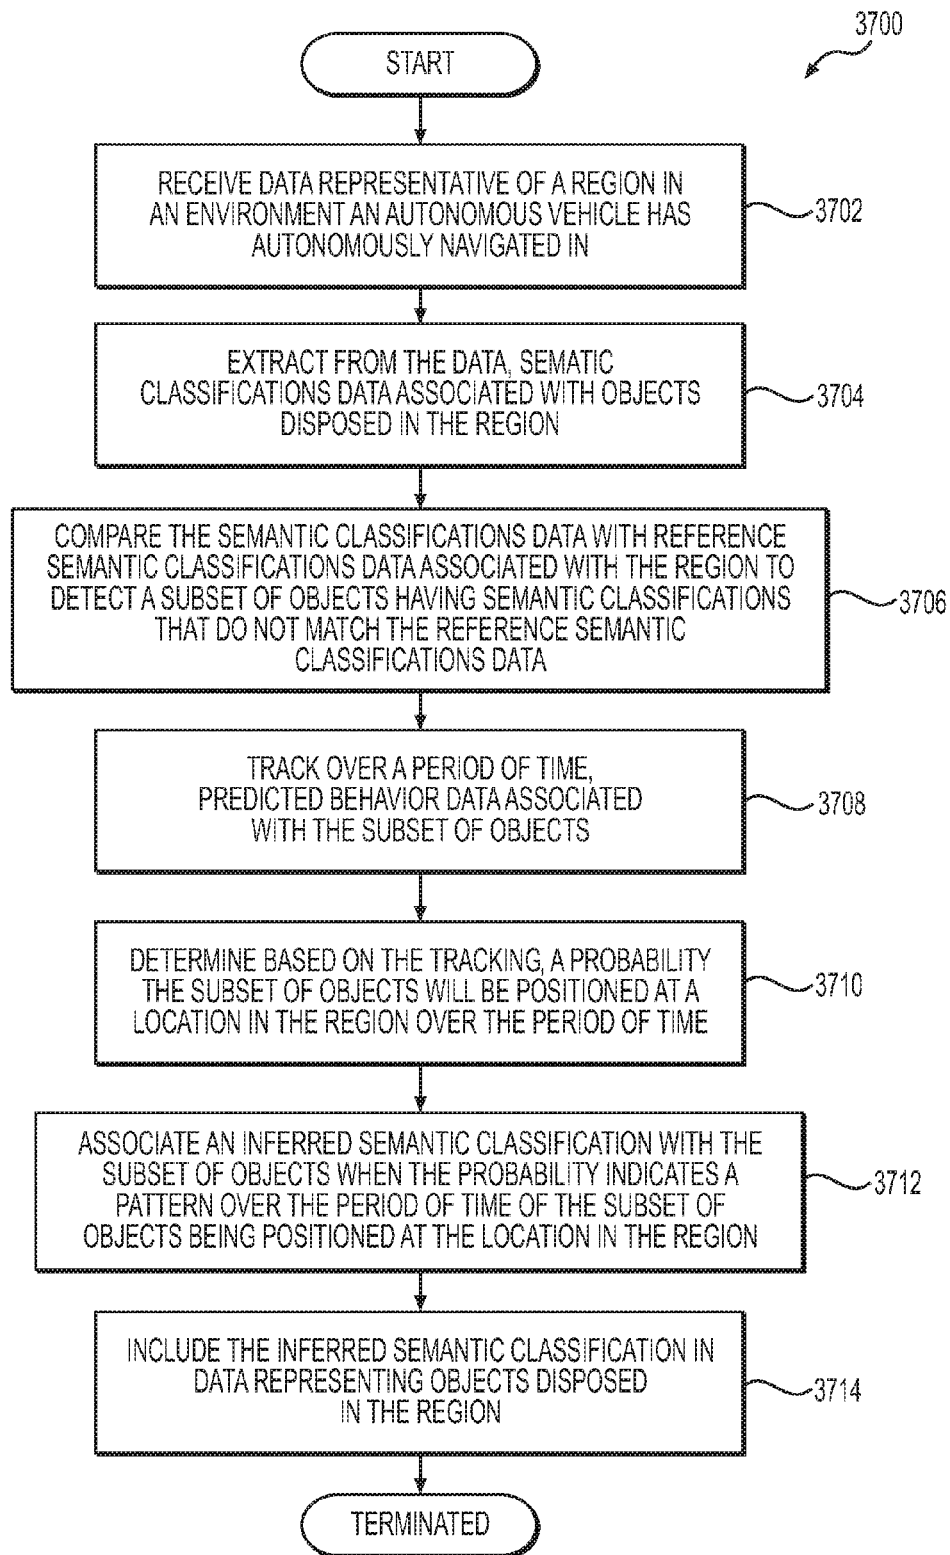 3700
START
RECEIVE DATA REPRESENTATIVE OF A REGION IN
AN ENVIRONMENT AN AUTONOMOUS VEHICLE HAS
AUTONOMOUSLY NAVIGATED IN
3702
EXTRACT FROM THE DATA, SEMATIC
CLASSIFICATIONS DATA ASSOCIATED WITH OBJECTS
DISPOSED IN THE REGION
3704
COMPARE THE SEMANTIC CLASSIFICATIONS DATA WITH REFERENCE
SEMANTIC CLASSIFICATIONS DATA ASSOCIATED WITH THE REGION TO
DETECT A SUBSET OF OBJECTS HAVING SEMANTIC CLASSIFICATIONS
THAT DO NOT MATCH THE REFERENCE SEMANTIC
CLASSIFICATIONS DATA
3706
TRACK OVER A PERIOD OF TIME,
PREDICTED BEHAVIOR DATA ASSOCIATED
WITH THE SUBSET OF OBJECTS
3708
DETERMINE BASED ON THE TRACKING, A PROBABILITY
THE SUBSET OF OBJECTS WILL BE POSITIONED AT A
LOCATION IN THE REGION OVER THE PERIOD OF TIME
3710
ASSOCIATE AN INFERRED SEMANTIC CLASSIFICATION WITH THE
SUBSET OF OBJECTS WHEN THE PROBABILITY INDICATES A
PATTERN OVER THE PERIOD OF TIME OF THE SUBSET OF
OBJECTS BEING POSITIONED AT THE LOCATION IN THE REGION
3712
INCLUDE THE INFERRED SEMANTIC CLASSIFICATION IN
DATA REPRESENTING OBJECTS DISPOSED
IN THE REGION
3714
TERMINATED